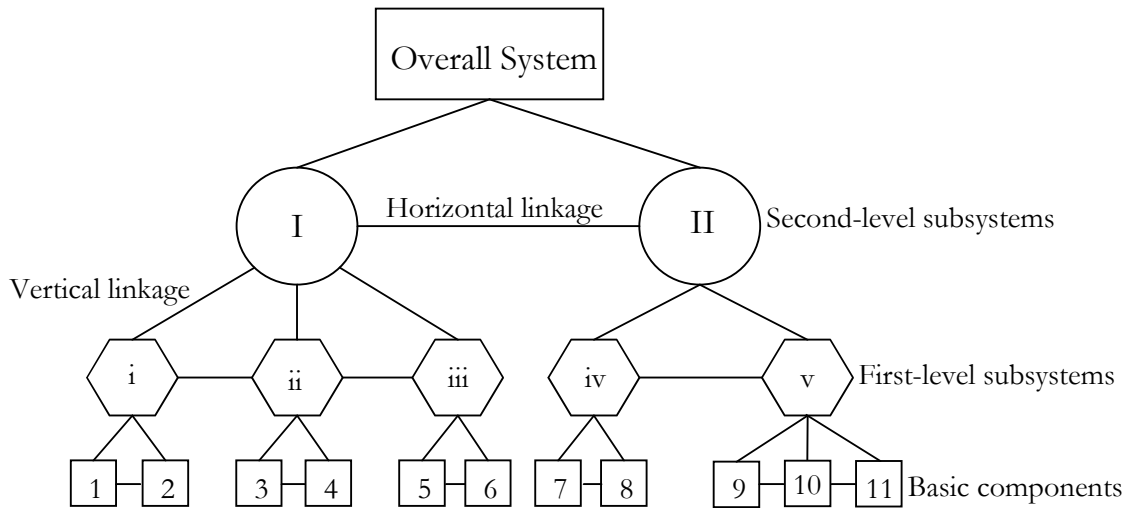 Overall System
Horizontal linkage
I
II
Second-level subsystems
Vertical linkage
i
ii
iii
iv
v
First-level subsystems
1
2
3
4
5
6
7
8
9
10
11
Basic components